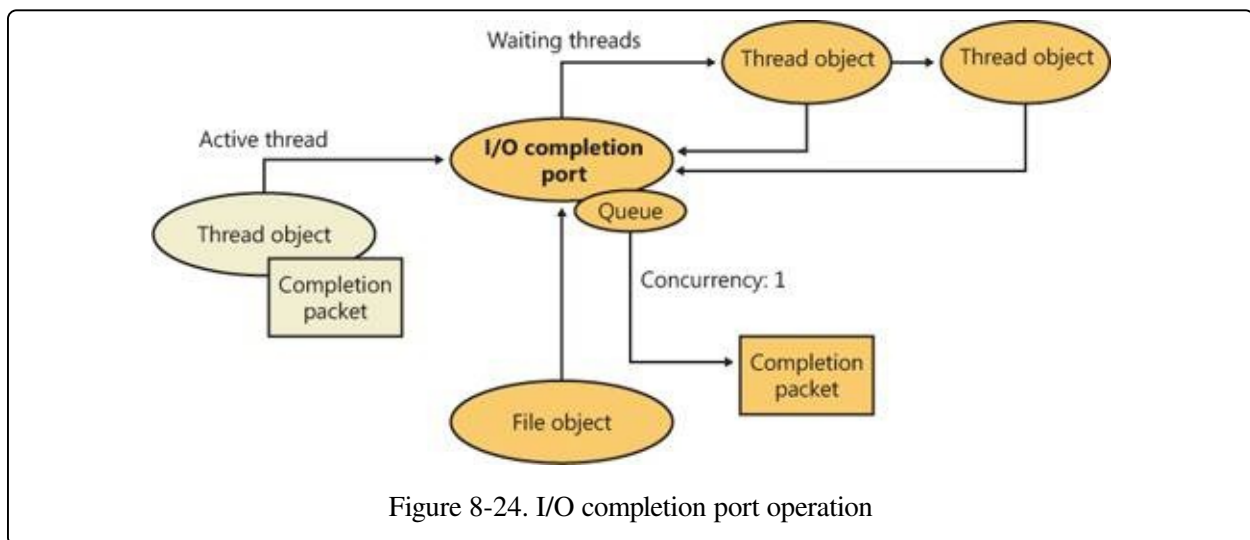 Waiting threads
Thread object
Thread object
Active thread
I/O completion
port
Queue
Thread object
Completion
packet
Concurrency: 1
Completion
packet
File object
Figure 8-24. I/O completion port operation